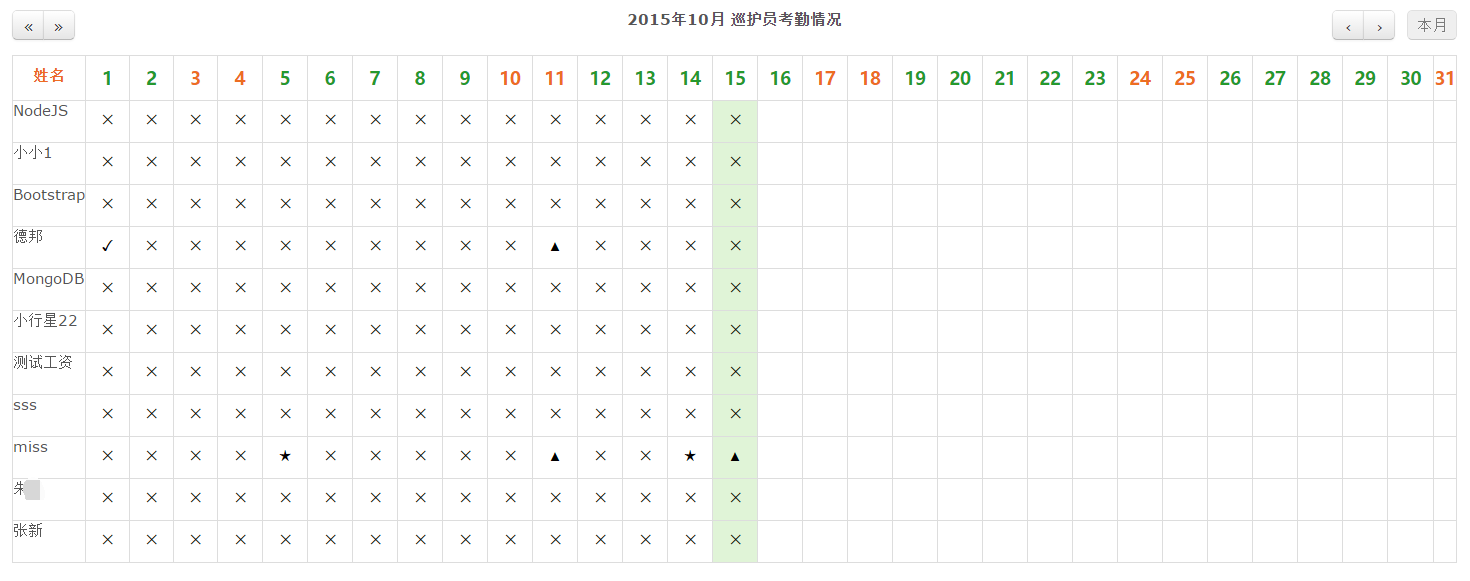 « » 2015年10月 巡护员考勤情况 ‹ › 本月
姓名 1 2 3 4 5 6 7 8 9 10 11 12 13 14 15 16 17 18 19 20 21 22 23 24 25 26 27 28 29 30 31
NodeJS × × × × × × × × × × × × × × ×
小小1 × × × × × × × × × × × × × × ×
Bootstrap × × × × × × × × × × × × × × ×
德邦 ✓ × × × × × × × × × ▲ × × × ×
MongoDB × × × × × × × × × × × × × × ×
小行星22 × × × × × × × × × × × × × × ×
测试工资 × × × × × × × × × × × × × × ×
sss × × × × × × × × × × × × × × ×
miss × × × × ★ × × × × × ▲ × × ★ ▲
朱 × × × × × × × × × × × × × × ×
张新 × × × × × × × × × × × × × × ×